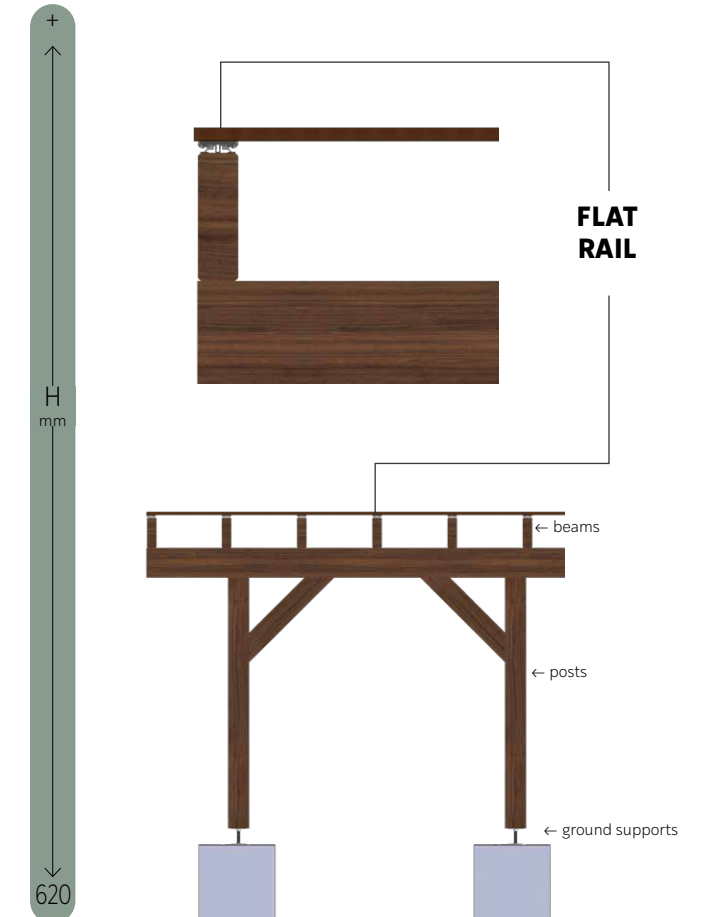 +
H
mm
620
FLAT
RAIL
← beams
← posts
← ground supports